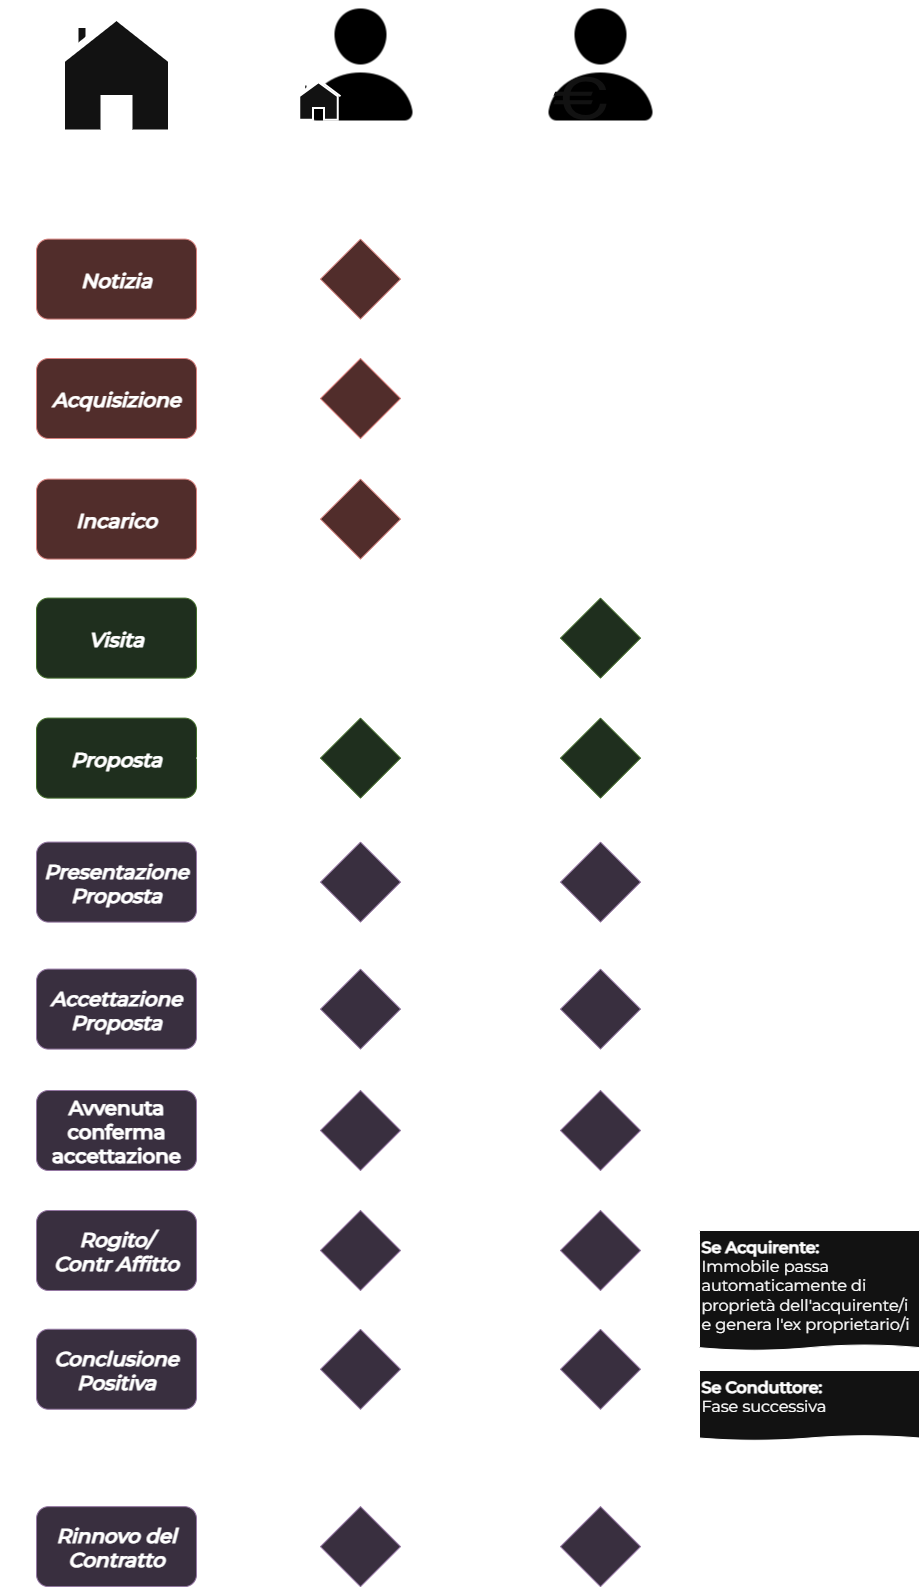 €
Notizia
Acquisizione
Incarico
Visita
Proposta
Presentazione
Proposta
Accettazione
Proposta
Avvenuta
conferma
accettazione
Rogito/
Contr Affitto
Se Acquirente:
Immobile passa
automaticamente di
proprietà dell'acquirente/i
e genera l'ex proprietario/i
Conclusione
Positiva
Se Conduttore:
Fase successiva
Rinnovo del
Contratto